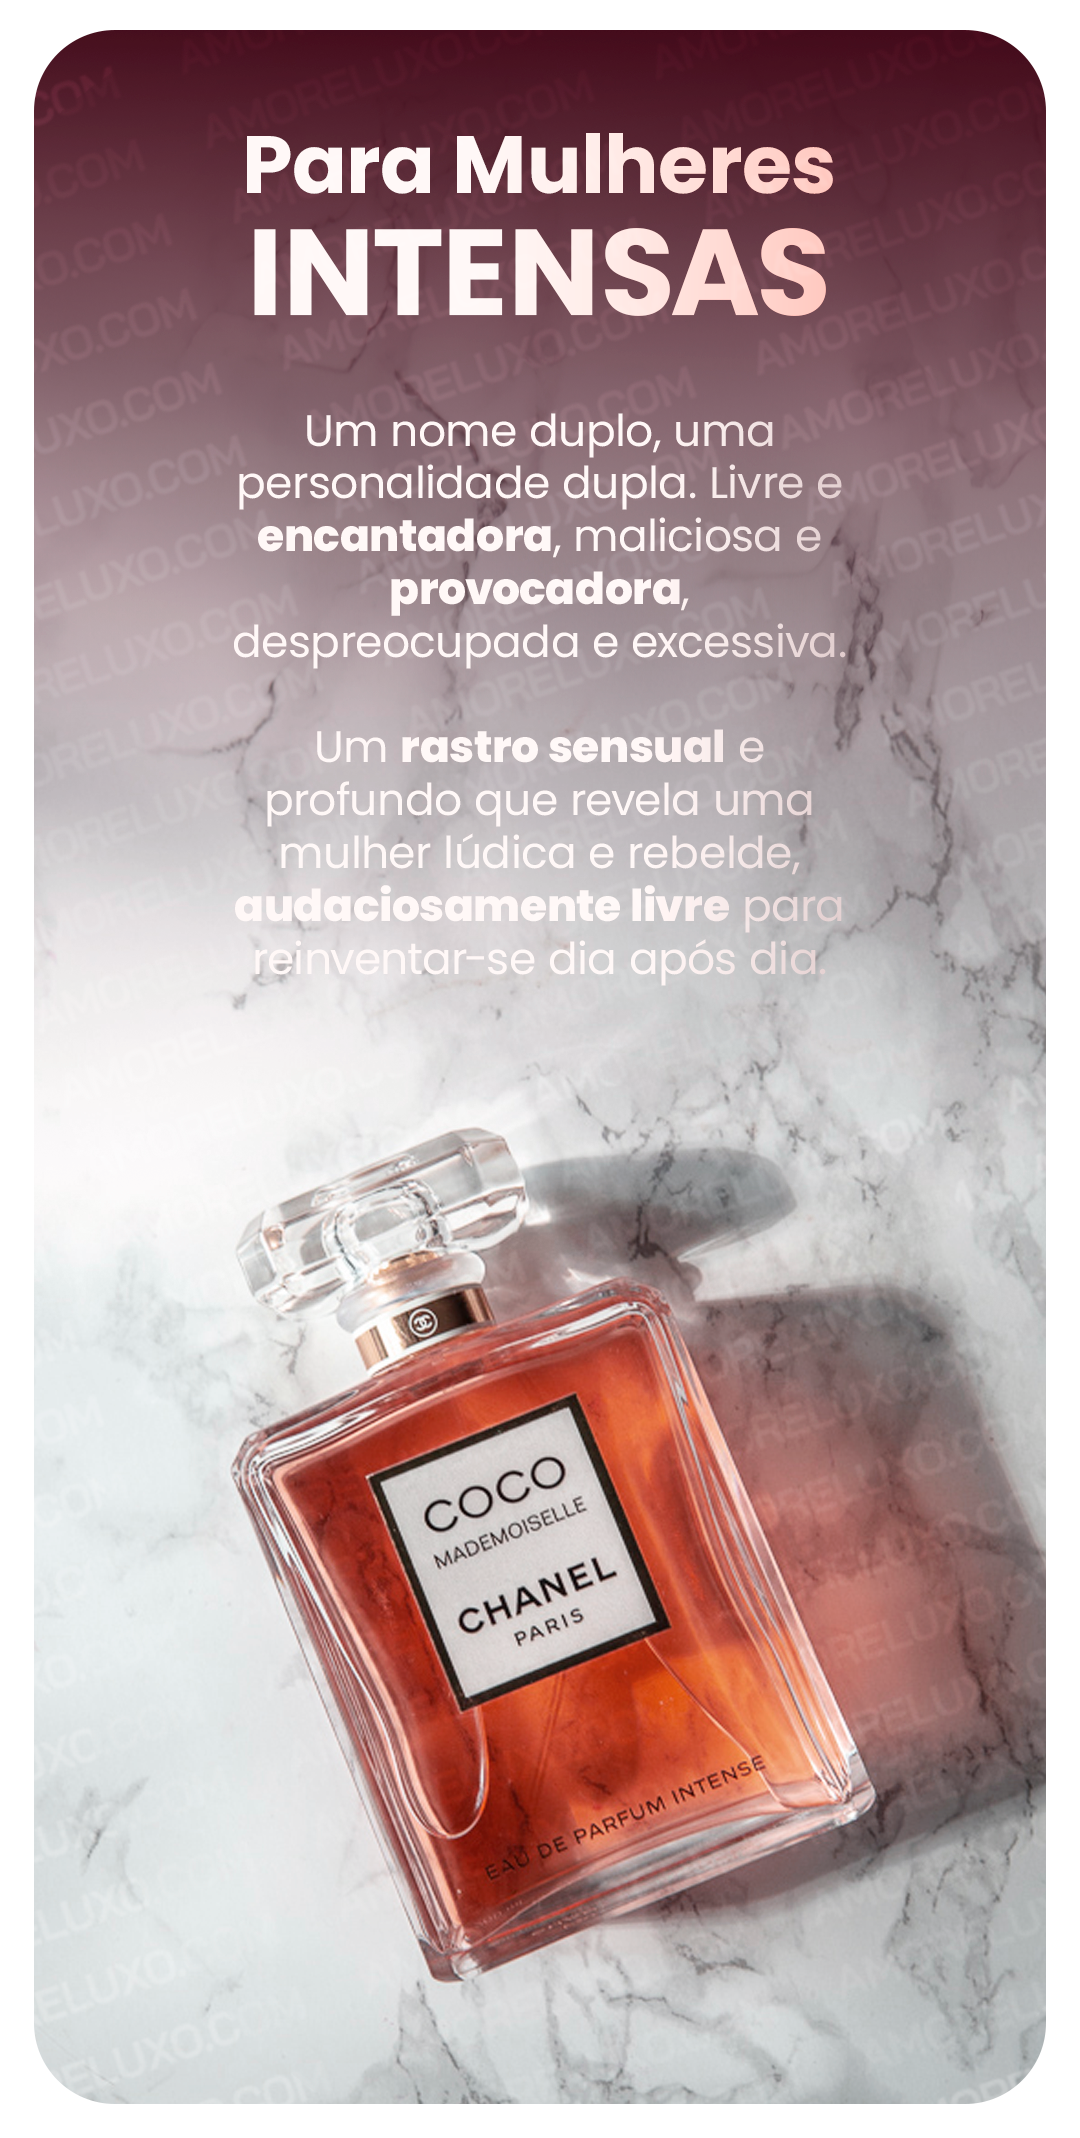 Para Mulheres
INTENSAS
Um nome duplo, uma
personalidade dupla. Livre e
encantadora, maliciosa e
provocadora,
despreocupada e excessiva.
Um rastro sensual e
profundo que revela uma
mulher lúdica e rebelde,
audaciosamente livre para
reinventar-se dia após dia.
COCO
MADEMOISELLE
CHANEL
PARIS
EAU DE PARFUM INTENSE
AMORELUXO.COM